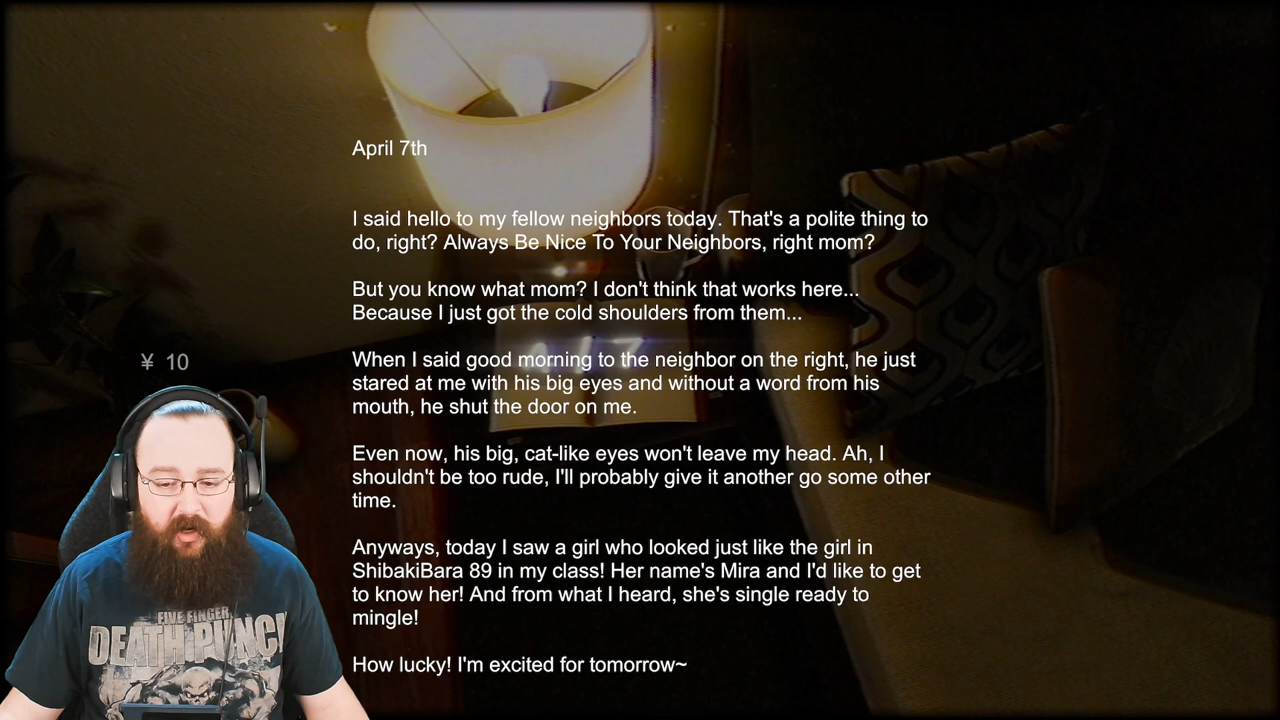 April 7th
I said hello to my fellow neighbors today. That's a polite thing to
do, right? Always Be Nice To Your Neighbors, right mom?
But you know what mom? I don't think that works here...
Because I just got the cold shoulders from them...
When I said good morning to the neighbor on the right, he just
stared at me with his big eyes and without a word from his
mouth, he shut the door on me.
Even now, his big, cat-like eyes won't leave my head. Ah, I
shouldn't be too rude, I'll probably give it another go some other
time.
Anyways, today I saw a girl who looked just like the girl in
ShibakiBara 89 in my class! Her name's Mira and I'd like to get
to know her! And from what I heard, she's single ready to
mingle!
How lucky! I'm excited for tomorrow~
¥ 10
FIVE FINGER
DEATH PUNCH